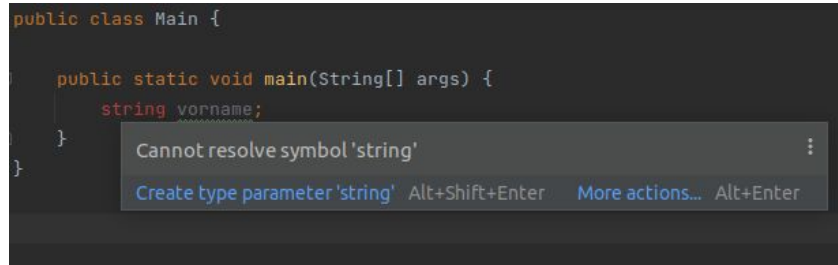 public class Main {
public static void main(String[] args) {
string vorname;
}
Cannot resolve symbol 'string'
}
Create type parameter 'string' Alt+Shift+Enter More actions... Alt+Enter